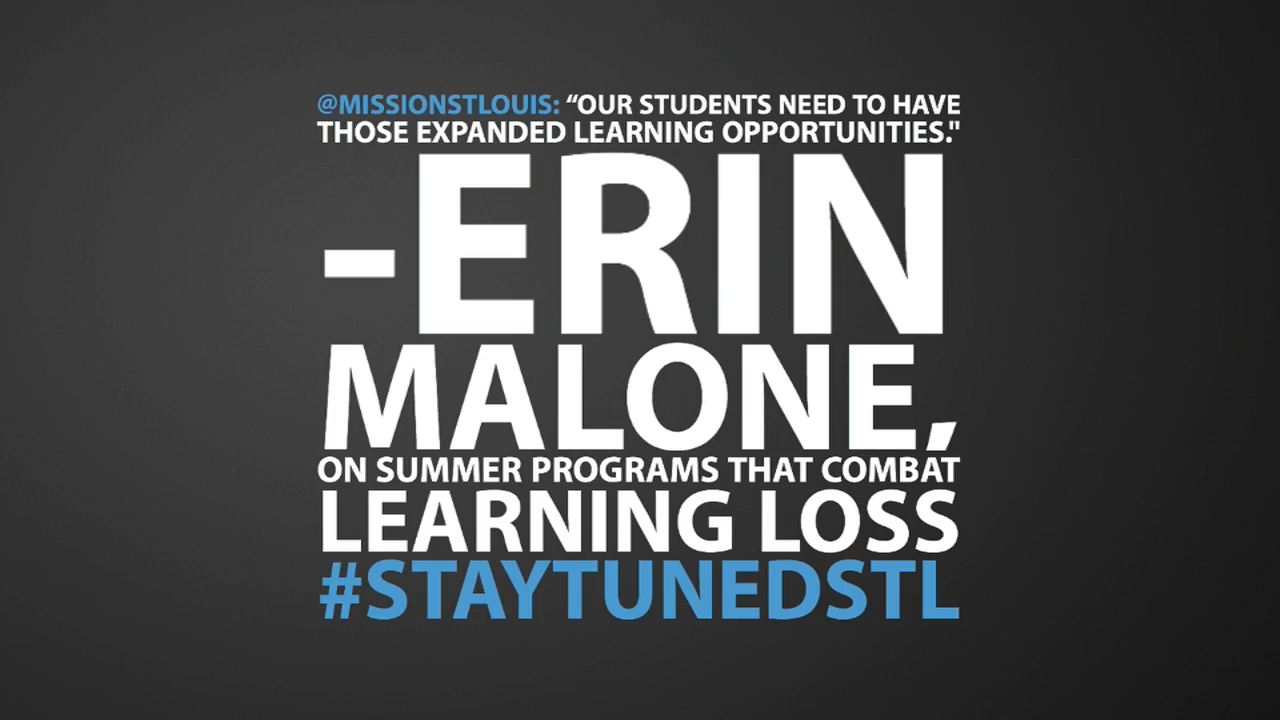 @MISSIONSTLOUIS: “OUR STUDENTS NEED TO HAVE
THOSE EXPANDED LEARNING OPPORTUNITIES."
-ERIN
MALONE,
ON SUMMER PROGRAMS THAT COMBAT
LEARNING LOSS
#STAYTUNEDSTL